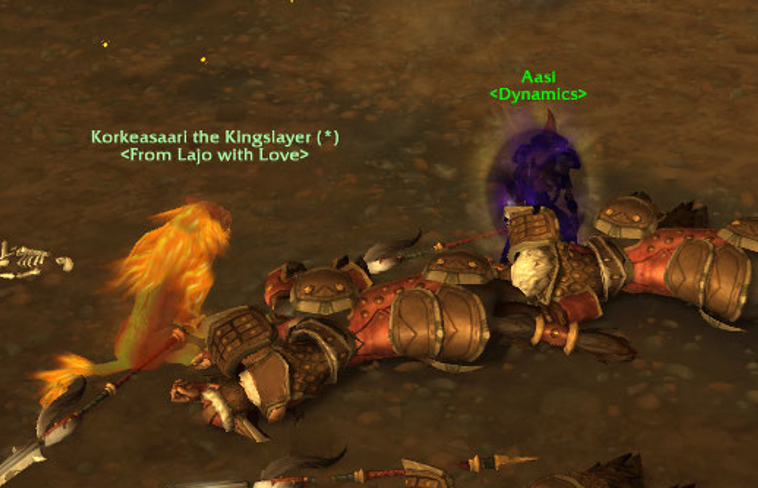 Aasi
<Dynamics>
Korkeasaari the Kingslayer (*)
<From Lajo with Love>